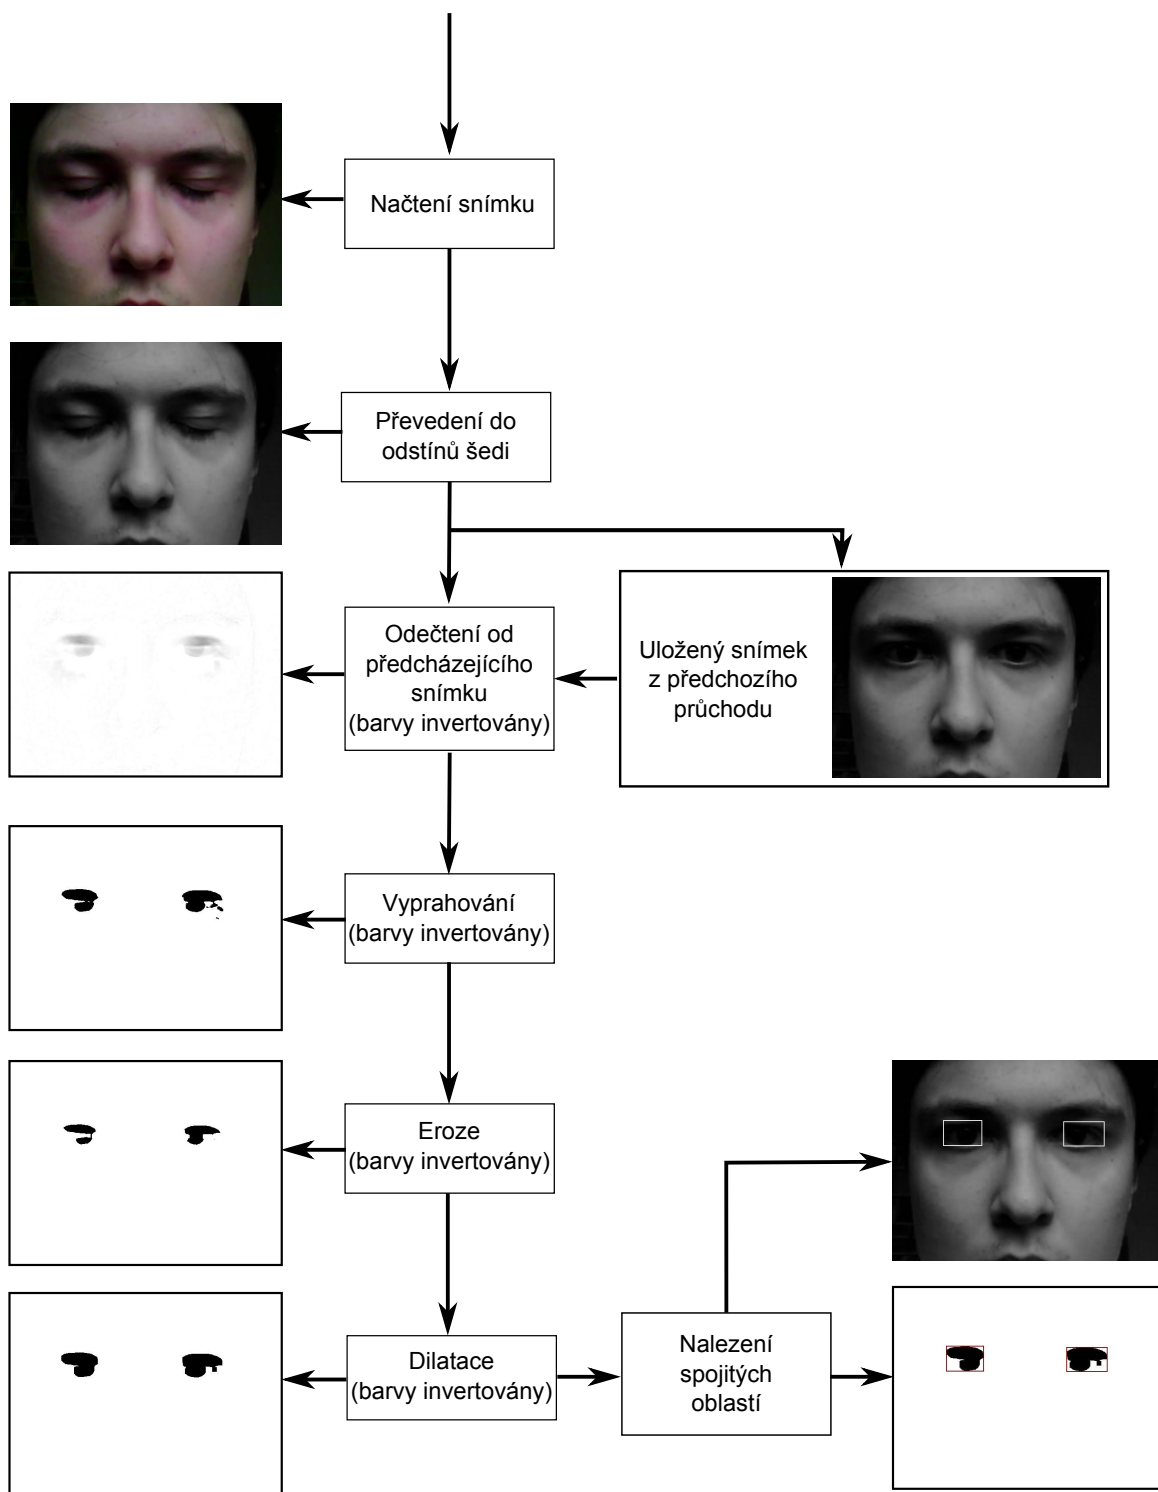 Načtení snímku
Převedení do
odstínů šedi
Odečtení od
předcházejícího
snímku
(barvy invertovány)
Uložený snímek
z předchozího
průchodu
Vyprahování
(barvy invertovány)
Eroze
(barvy invertovány)
Dilatace
(barvy invertovány)
Nalezení
spojitých
oblastí